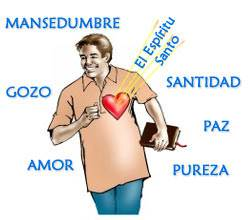 MANSEDUMBRE
El Espíritu
Santo
GOZO
SANTIDAD
PAZ
AMOR
PUREZA